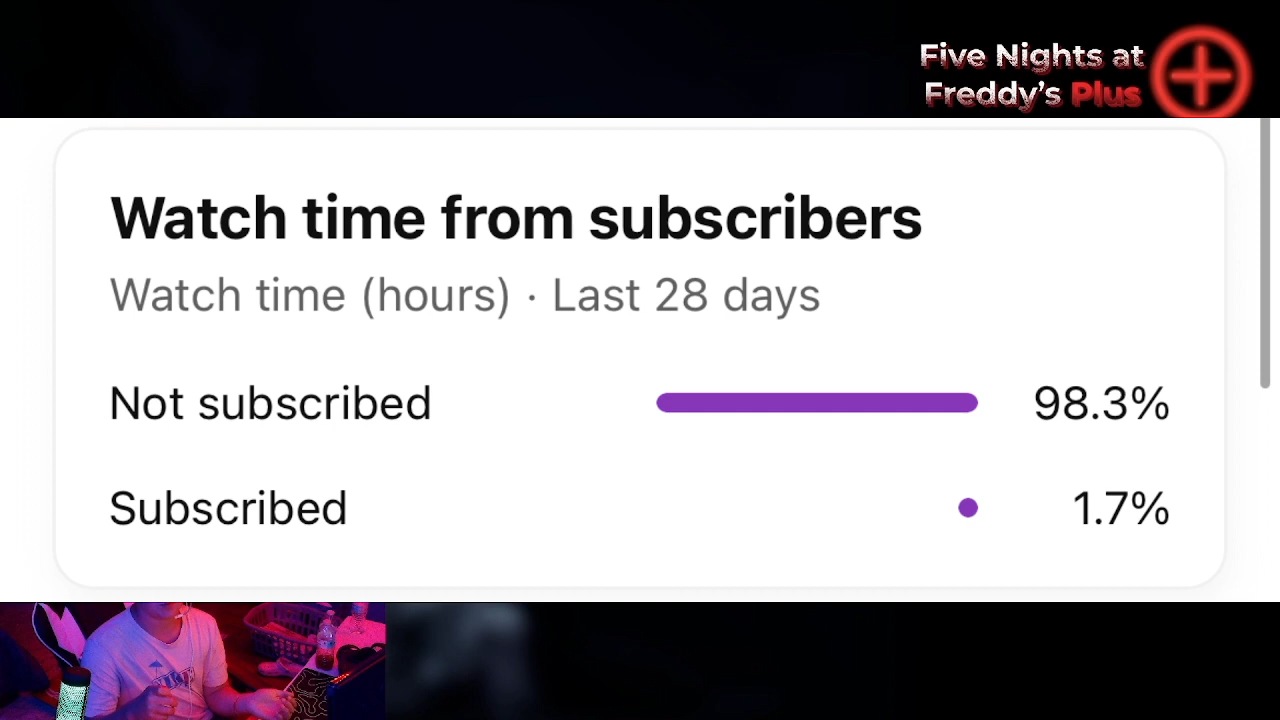 Five Nights at
Freddy's Plus
Watch time from subscribers
Watch time (hours) · Last 28 days
Not subscribed 98.3%
Subscribed 1.7%